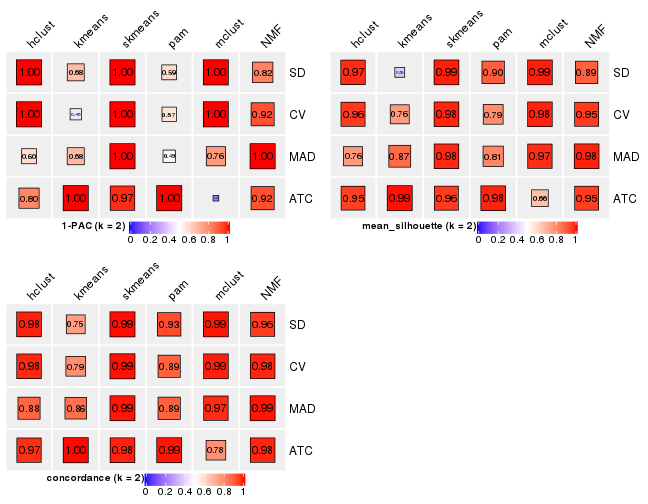 hclust kmeans skmeans pam mclust NMF
1.00 0.68 1.00 0.59 1.00 0.82 SD
1.00 1.00 0.57 1.00 0.92 CV
0.60 0.68 1.00 0.49 0.76 1.00 MAD
0.80 1.00 0.97 1.00 0.92 ATC
1-PAC (k = 2)
0 0.2 0.4 0.6 0.8 1
hclust kmeans skmeans pam mclust NMF
0.97 0.99 0.90 0.99 0.89 SD
0.96 0.76 0.98 0.79 0.98 0.95 CV
0.76 0.87 0.98 0.81 0.97 0.98 MAD
0.95 0.99 0.96 0.98 0.66 0.95 ATC
mean_silhouette (k = 2)
0 0.2 0.4 0.6 0.8 1
hclust kmeans skmeans pam mclust NMF
0.98 0.75 0.99 0.93 0.99 0.96 SD
0.98 0.79 0.99 0.89 0.99 0.98 CV
0.88 0.86 0.99 0.89 0.97 0.99 MAD
0.97 1.00 0.98 0.99 0.78 0.98 ATC
concordance (k = 2)
0 0.2 0.4 0.6 0.8 1